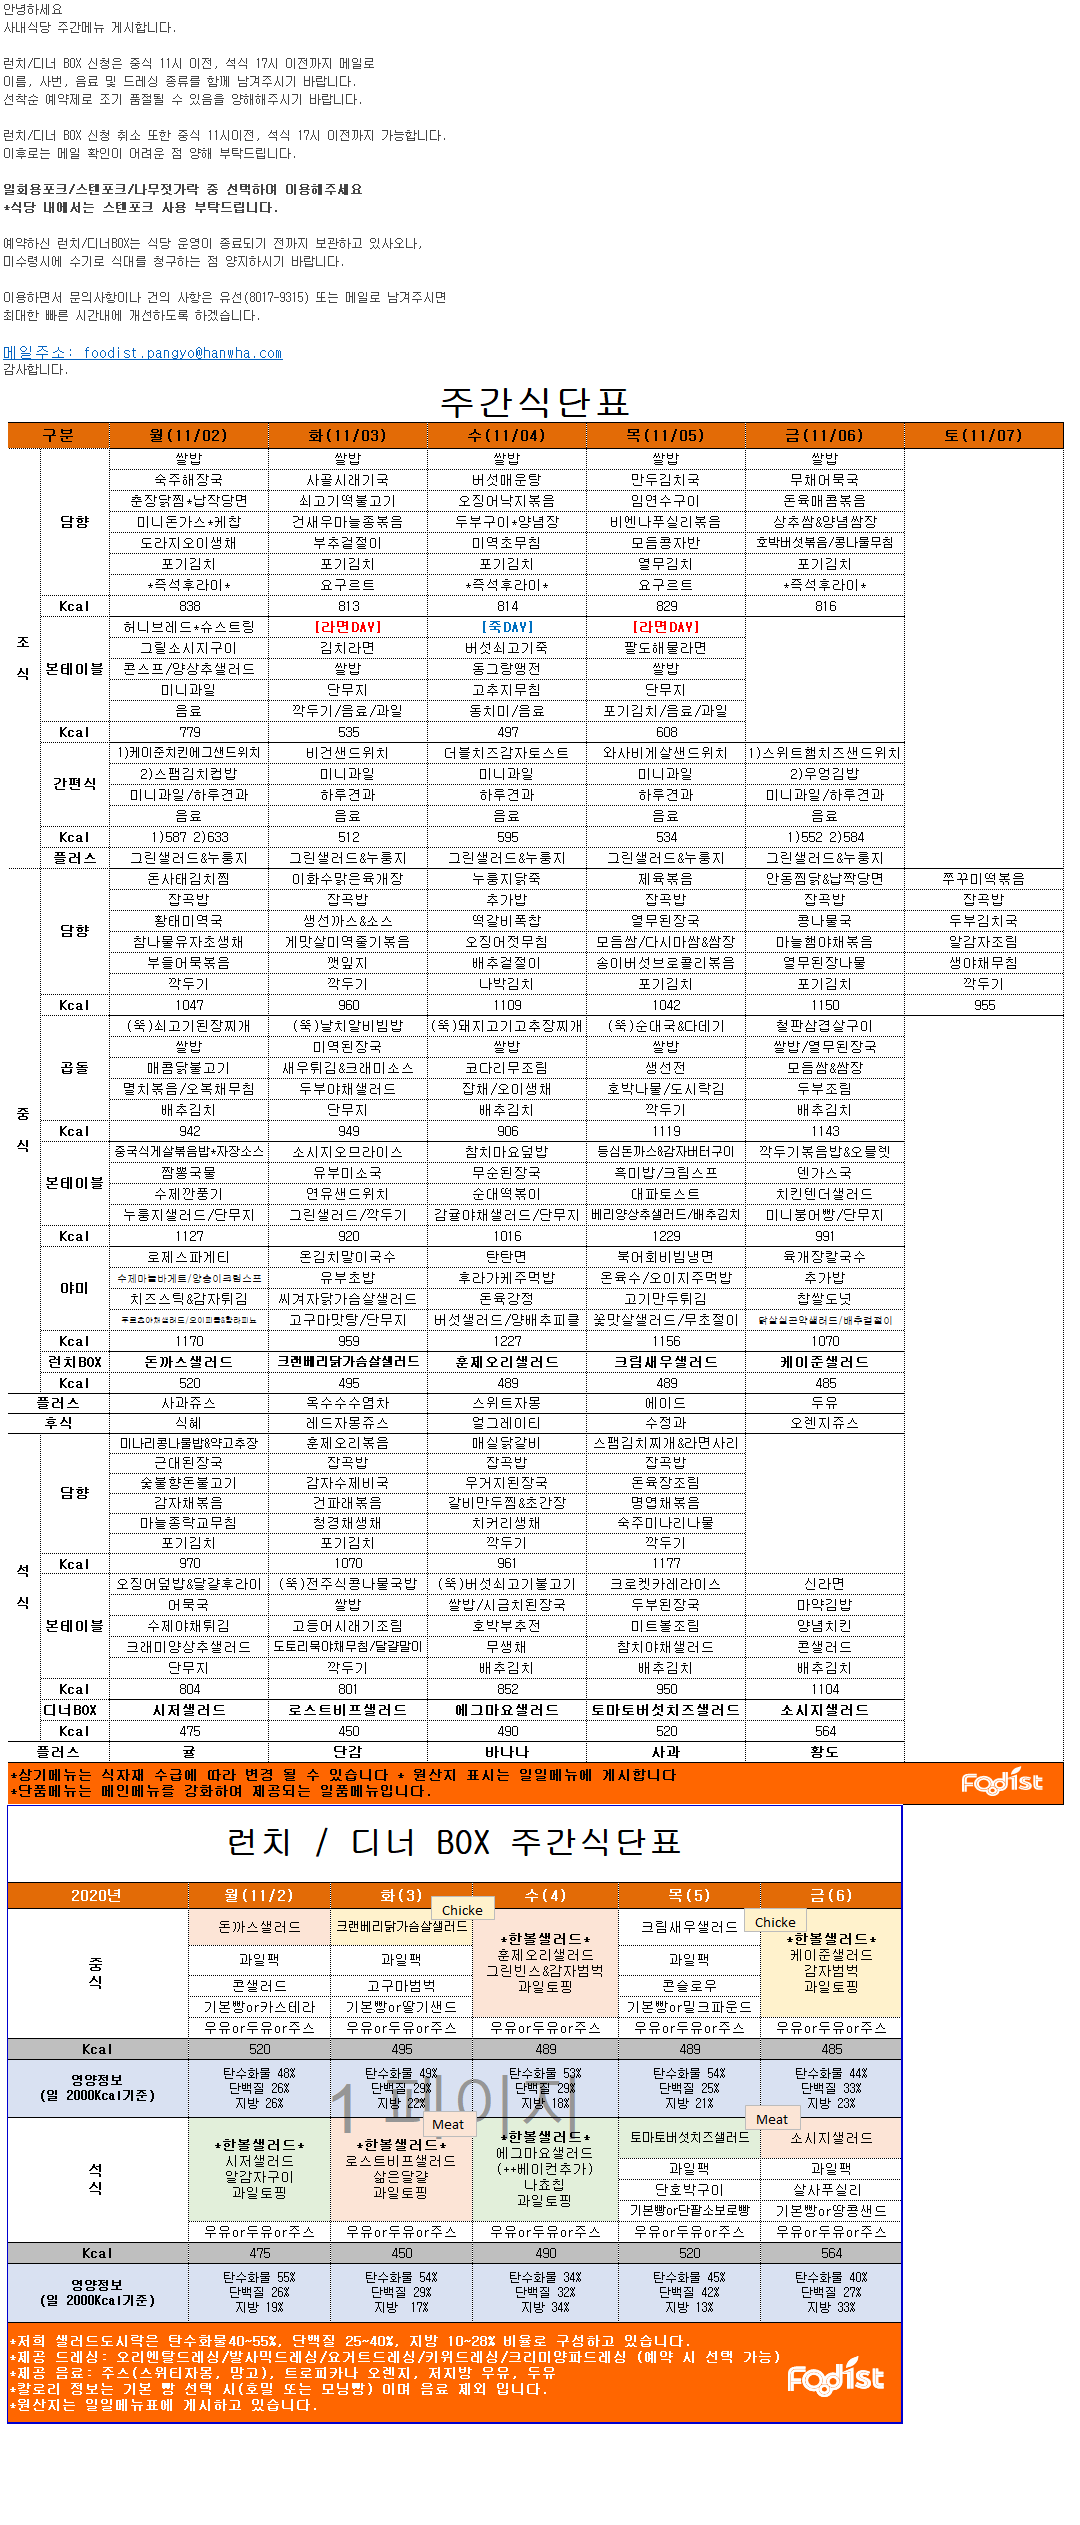 안녕하세요
사내식당 주간메뉴 게시합니다.
런치/디너 BOX 신청은 중식 11시 이전, 석식 17시 이전까지 메일로
이름, 사번, 음료 및 드레싱 종류를 함께 남겨주시기 바랍니다.
선착순 예약제로 조기 품절될 수 있음을 양해해주시기 바랍니다.
런치/디너 BOX 신청 취소 또한 중식 11시이전, 석식 17시 이전까지 가능합니다.
이후로는 메일 확인이 어려운 점 양해 부탁드립니다.
일회용포크/스텐포크/나무젓가락 중 선택하여 이용해주세요
*식당 내에서는 스텐포크 사용 부탁드립니다.
예약하신 런치/디너BOX는 식당 운영이 종료되기 전까지 보관하고 있사오나,
미수령시에 수기로 식대를 청구하는 점 양지하시기 바랍니다.
이용하면서 문의사항이나 건의 사항은 유선(8017-9315) 또는 메일로 남겨주시면
최대한 빠른 시간내에 개선하도록 하겠습니다.
메일주소: foodist.pangyo@hanwha.com
감사합니다.
주간식단표
구분 월(11/02) 화(11/03) 수(11/04) 목(11/05) 금(11/06) 토(11/07)
조식
담향 쌀밥 쌀밥 쌀밥 쌀밥 쌀밥
숙주해장국 사골시래기국 버섯매운탕 만두김치국 무채어묵국
춘장닭찜*납작당면 쇠고기떡불고기 오징어낙지볶음 임연수구이 돈육매콤볶음
미니돈가스*케찹 건새우마늘종볶음 두부구이*양념장 비엔나푸실리볶음 상추쌈&양념쌈장
도라지오이생채 부추겉절이 미역초무침 모듬콩자반 호박버섯볶음/콩나물무침
포기김치 포기김치 포기김치 열무김치 포기김치
*즉석후라이* 요구르트 *즉석후라이* 요구르트 *즉석후라이*
Kcal 838 813 814 829 816
본테이블 허니브레드*슈스트링 [라면DAY] [죽DAY] [라면DAY]
그릴소시지구이 김치라면 버섯쇠고기죽 팔도해물라면
콘스프/양상추샐러드 쌀밥 동그랑땡전 쌀밥
미니과일 단무지 고추지무침 단무지
음료 깍두기/음료/과일 동치미/음료 포기김치/음료/과일
Kcal 779 535 497 608
간편식 1)케이준치킨에그샌드위치 비건샌드위치 더블치즈감자토스트 와사비게살샌드위치 1)스위트햄치즈샌드위치
2)스팸김치컵밥 미니과일 미니과일 미니과일 2)우엉김밥
미니과일/하루견과 하루견과 하루견과 하루견과 미니과일/하루견과
음료 음료 음료 음료 음료
Kcal 1)587 2)633 512 595 534 1)552 2)584
플러스 그린샐러드&누룽지 그린샐러드&누룽지 그린샐러드&누룽지 그린샐러드&누룽지 그린샐러드&누룽지
중식
담향 돈사태김치찜 이화수맑은육개장 누룽지닭죽 제육볶음 안동찜닭&납짝당면 쭈꾸미떡볶음
잡곡밥 잡곡밥 추가밥 잡곡밥 잡곡밥 잡곡밥
황태미역국 생선까스&소스 떡갈비폭찹 열무된장국 콩나물국 두부김치국
참나물유자초생채 게맛살미역줄기볶음 오징어젓무침 모듬쌈/다시마쌈&쌈장 마늘햄야채볶음 알감자조림
부들어묵볶음 깻잎지 배추겉절이 송이버섯브로콜리볶음 열무된장나물 생야채무침
깍두기 깍두기 나박김치 포기김치 포기김치 깍두기
Kcal 1047 960 1109 1042 1150 955
곱돌 (뚝)쇠고기된장찌개 (뚝)날치알비빔밥 (뚝)돼지고기고추장찌개 (뚝)순대국&다데기 철판삼겹살구이
쌀밥 미역된장국 쌀밥 쌀밥 쌀밥/열무된장국
매콤닭불고기 새우튀김&크래미소스 코다리무조림 생선전 모듬쌈&쌈장
멸치볶음/오복채무침 두부야채샐러드 잡채/오이생채 호박나물/도시락김 두부조림
배추김치 단무지 배추김치 깍두기 배추김치
Kcal 942 949 906 1119 1143
본테이블 중국식게살볶음밥*자장소스 소시지오므라이스 참치마요덮밥 등심돈까스&감자버터구이 깍두기볶음밥&오믈렛
짬뽕국물 유부미소국 무순된장국 흑미밥/크림스프 덴가스국
수제깐풍기 연유샌드위치 순대떡볶이 대파토스트 치킨텐더샐러드
누룽지샐러드/단무지 그린샐러드/깍두기 감귤야채샐러드/단무지 베리양상추샐러드/배추김치 미니붕어빵/단무지
Kcal 1127 920 1016 1229 991
야미 로제스파게티 온김치말이국수 탄탄면 북어회비빔냉면 육개장칼국수
수제마늘바게트/양송이크림스프 유부초밥 후라가케주먹밥 온육수/오이지주먹밥 추가밥
치즈스틱&감자튀김 씨겨자닭가슴살샐러드 돈육강정 고기만두튀김 찹쌀도넛
고구마맛탕/단무지 버섯샐러드/양배추피클 꽃맛살샐러드/무초절이 닭살실곤약샐러드/배추겉절이
Kcal 1170 959 1227 1156 1070
런치BOX 돈까스샐러드 크랜베리닭가슴살샐러드 훈제오리샐러드 크림새우샐러드 케이준샐러드
Kcal 520 495 489 489 485
플러스 사과쥬스 옥수수수염차 스위트자몽 에이드 두유
후식 식혜 레드자몽쥬스 얼그레이티 수정과 오렌지쥬스
석식
담향 미나리콩나물밥&약고추장 훈제오리볶음 매실닭갈비 스팸김치찌개&라면사리
근대된장국 잡곡밥 잡곡밥 잡곡밥
숯불향돈불고기 감자수제비국 우거지된장국 돈육장조림
감자채볶음 건파래볶음 갈비만두찜&초간장 명엽채볶음
마늘종락교무침 청경채생채 치커리생채 숙주미나리나물
포기김치 포기김치 깍두기 깍두기
Kcal 970 1070 961 1177
본테이블 오징어덮밥&달걀후라이 (뚝)전주식콩나물국밥 (뚝)버섯쇠고기불고기 크로켓카레라이스 신라면
어묵국 쌀밥 쌀밥/시금치된장국 두부된장국 마약김밥
수제야채튀김 고등어시래기조림 호박부추전 미트볼조림 양념치킨
크래미양상추샐러드 도토리묵야채무침/달걀말이 무생채 참치야채샐러드 콘샐러드
단무지 깍두기 배추김치 배추김치 배추김치
Kcal 804 801 852 950 1104
디너BOX 시저샐러드 로스트비프샐러드 에그마요샐러드 토마토버섯치즈샐러드 소시지샐러드
Kcal 475 450 490 520 564
플러스 귤 단감 바나나 사과 황도
*상기메뉴는 식자재 수급에 따라 변경 될 수 있습니다 * 원산지 표시는 일일메뉴에 게시합니다
*단품메뉴는 메인메뉴를 강화하여 제공되는 일품메뉴입니다.
Foodist
런치 / 디너 BOX 주간식단표
2020년 월(11/2) 화(3) 수(4) 목(5) 금(6)
Chicke Chicke
중식
돈까스샐러드 크랜베리닭가슴살샐러드 *한볼샐러드* 크림새우샐러드 *한볼샐러드*
훈제오리샐러드 케이준샐러드
과일팩 과일팩 그린빈스&감자범벅 과일팩 감자범벅
콘샐러드 고구마범벅 과일토핑 콘슬로우 과일토핑
기본빵or카스테라 기본빵or딸기샌드 기본빵or밀크파운드
우유or두유or주스 우유or두유or주스 우유or두유or주스 우유or두유or주스 우유or두유or주스
Kcal 520 495 489 489 485
영양정보 탄수화물 48% 탄수화물 49% 탄수화물 53% 탄수화물 54% 탄수화물 44%
(일 2000Kcal기준) 단백질 26% 단백질 29% 단백질 29% 단백질 25% 단백질 33%
지방 26% 지방 22% 지방 18% 지방 21% 지방 23%
1 페이지
Meat Meat
석식
*한볼샐러드* *한볼샐러드* *한볼샐러드* 토마토버섯치즈샐러드 소시지샐러드
시저샐러드 로스트비프샐러드 에그마요샐러드 과일팩 과일팩
알감자구이 삶은달걀 (++베이컨추가) 단호박구이 살사푸실리
과일토핑 과일토핑 나쵸칩 기본빵or단팥소보로빵 기본빵or땅콩샌드
과일토핑
우유or두유or주스 우유or두유or주스 우유or두유or주스 우유or두유or주스 우유or두유or주스
Kcal 475 450 490 520 564
영양정보 탄수화물 55% 탄수화물 54% 탄수화물 34% 탄수화물 45% 탄수화물 40%
(일 2000Kcal기준) 단백질 26% 단백질 29% 단백질 32% 단백질 42% 단백질 27%
지방 19% 지방 17% 지방 34% 지방 13% 지방 33%
*저희 샐러드도시락은 탄수화물40~55%, 단백질 25~40%, 지방 10~28% 비율로 구성하고 있습니다.
*제공 드레싱: 오리엔탈드레싱/발사믹드레싱/요거트드레싱/키위드레싱/크리미양파드레싱 (예약 시 선택 가능)
*제공 음료: 주스(스위티자몽, 망고), 트로피카나 오렌지, 저지방 우유, 두유
*칼로리 정보는 기본 빵 선택 시(호밀 또는 모닝빵) 이며 음료 제외 입니다.
*원산지는 일일메뉴표에 게시하고 있습니다.
Foodist